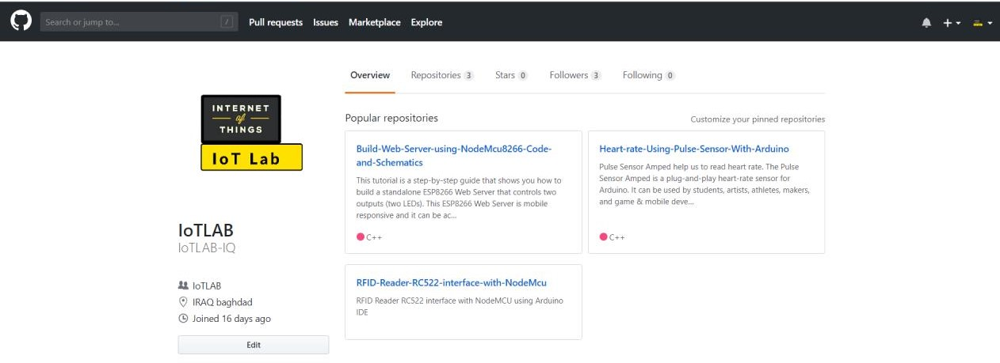 Search or jump to... / Pull requests Issues Marketplace Explore
Overview Repositories 3 Stars 0 Followers 3 Following 0
INTERNET
of
THINGS
IoT Lab
IoTLAB
IoTLAB-IQ
IoTLAB
IRAQ baghdad
Joined 16 days ago
Edit
Popular repositories
Customize your pinned repositories
Build-Web-Server-using-NodeMcu8266-Code-
and-Schematics
This tutorial is a step-by-step guide that shows you how to
build a standalone ESP8266 Web Server that controls two
outputs (two LEDs). This ESP8266 Web Server is mobile
responsive and it can be ac...
C++
Heart-rate-Using-Pulse-Sensor-With-Arduino
Pulse Sensor Amped help us to read heart rate. The Pulse
Sensor Amped is a plug-and-play heart-rate sensor for
Arduino. It can be used by students, artists, athletes, makers,
and game & mobile deve...
C++
RFID-Reader-RC522-interface-with-NodeMcu
RFID Reader RC522 interface with NodeMCU using Arduino
IDE